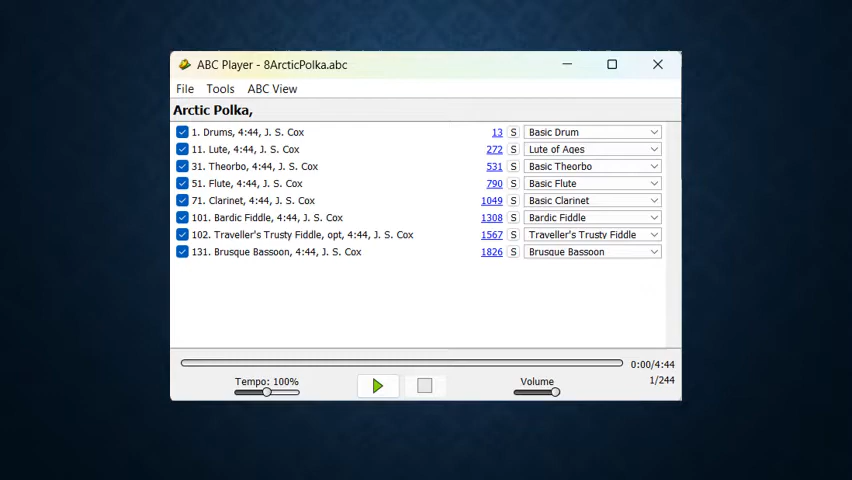 ABC Player - 8ArcticPolka.abc
File Tools ABC View
Arctic Polka,
1. Drums, 4:44, J. S. Cox 13 S Basic Drum
11. Lute, 4:44, J. S. Cox 272 S Lute of Ages
31. Theorbo, 4:44, J. S. Cox 531 S Basic Theorbo
51. Flute, 4:44, J. S. Cox 790 S Basic Flute
71. Clarinet, 4:44, J. S. Cox 1049 S Basic Clarinet
101. Bardic Fiddle, 4:44, J. S. Cox 1308 S Bardic Fiddle
102. Traveller's Trusty Fiddle, opt, 4:44, J. S. Cox 1567 S Traveller's Trusty Fiddle
131. Brusque Bassoon, 4:44, J. S. Cox 1826 S Brusque Bassoon
0:00/4:44
Tempo: 100% Volume 1/244